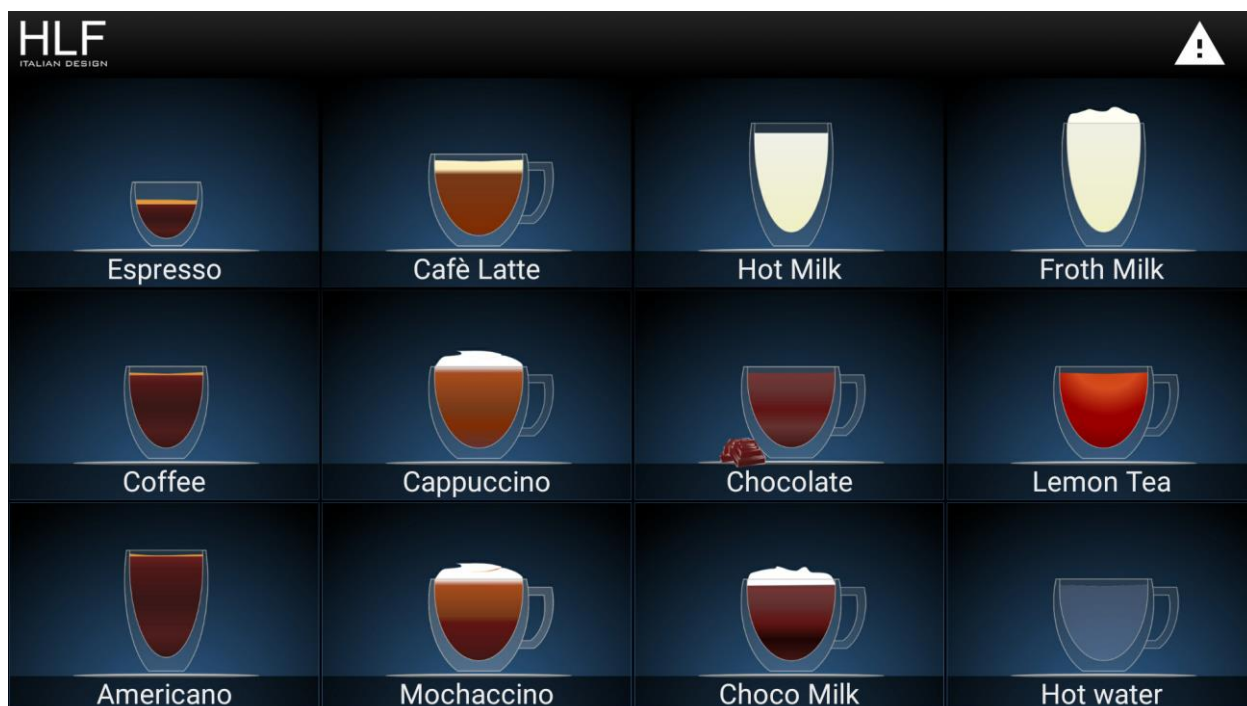 HLF
ITALIAN DESIGN
Espresso
Cafè Latte
Hot Milk
Froth Milk
Coffee
Cappuccino
Chocolate
Lemon Tea
Americano
Mochaccino
Choco Milk
Hot water